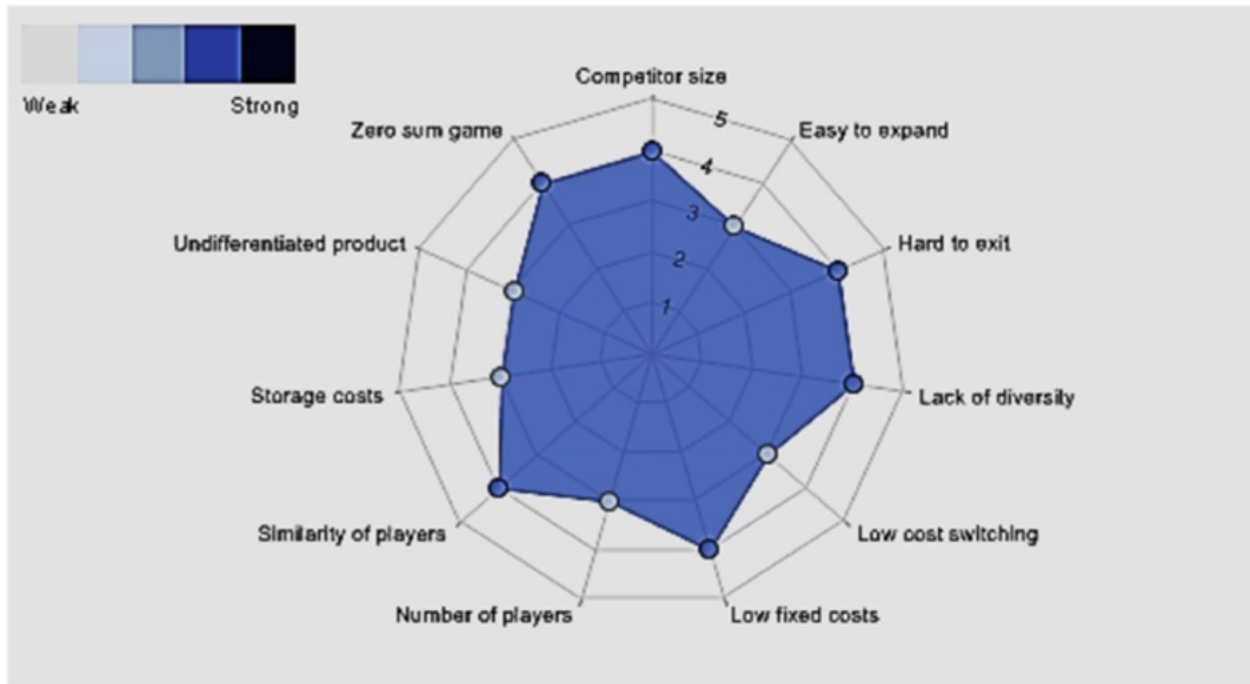 Weak
Strong
Competitor size
Zero sum game
5
Easy to expand
4
Undifferentiated product
3
Hard to exit
2
1
Storage costs
Lack of diversity
Similarity of players
Low cost switching
Number of players
Low fixed costs